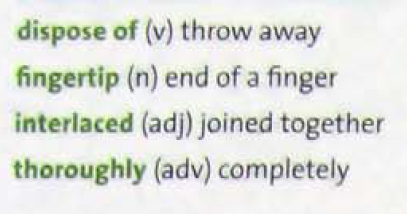 dispose of (v) throw away
fingertip (n) end of a finger
interlaced (adj) joined together
thoroughly (adv) completely